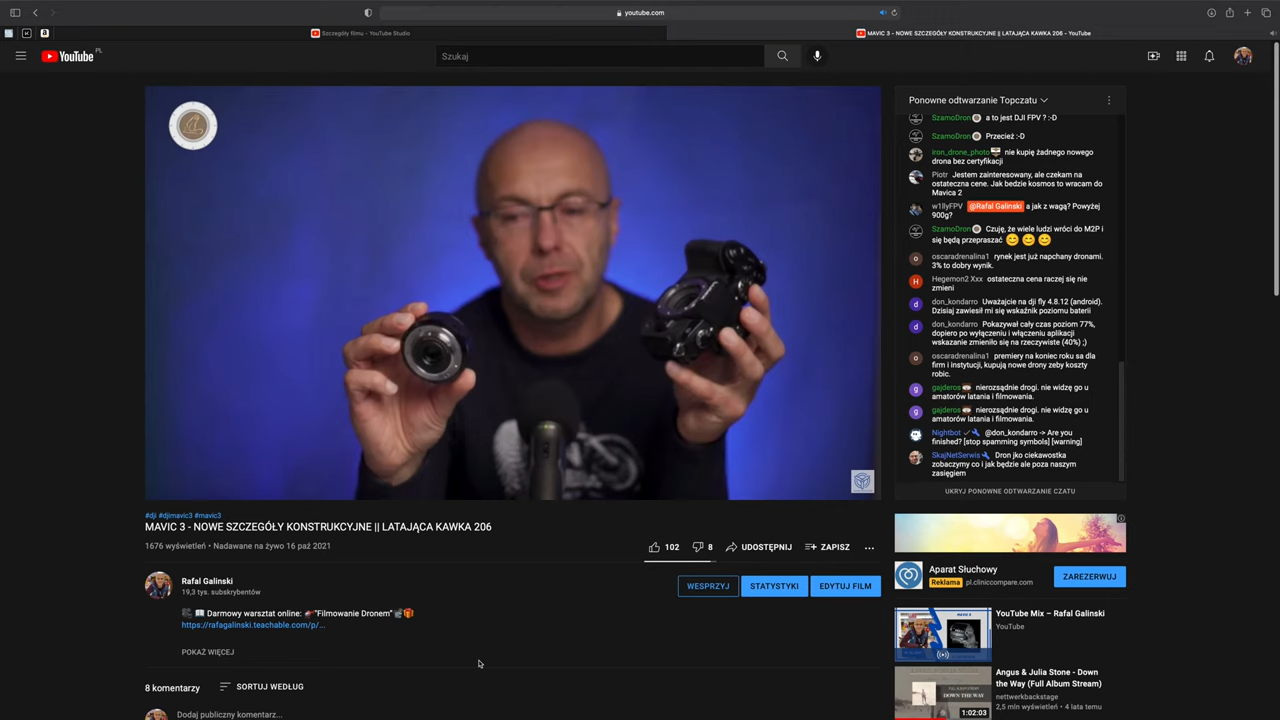 youtube.com
Szczegóły filmu - YouTube Studio
MAVIC 3 - NOWE SZCZEGÓŁY KONSTRUKCYJNE || LATAJĄCA KAWKA 206 - YouTube
YouTube PL
Szukaj
Ponowne odtwarzanie Topczatu
SzamoDron a to jest DJI FPV ? :-D
SzamoDron Przecież :-D
iron_drone_photo nie kupię żadnego nowego
drona bez certyfikacji
Piotr Jestem zainteresowany, ale czekam na
ostateczna cene. Jak bedzie kosmos to wracam do
Mavica 2
w1llyFPV @Rafal Galinski a jak z wagą? Powyżej
900g?
SzamoDron Czuję, że wiele ludzi wróci do M2P i
się będą przepraszać 😊 😊 😊
oscaradrenalina1 rynek jest już napchany dronami.
3% to dobry wynik.
Hegemon2 Xxx ostateczna cena raczej się nie
zmieni
don_kondarro Uważajcie na dji fly 4.8.12 (android).
Dzisiaj zawiesił mi się wskaźnik poziomu baterii
don_kondarro Pokazywał cały czas poziom 77%,
dopiero po wyłączeniu i włączeniu aplikacji
wskazanie zmieniło się na rzeczywiste (40%) ;)
oscaradrenalina1 premiery na koniec roku sa dla
firm i instytucji, kupują nowe drony zeby koszty
robic.
gajderos nierozsądnie drogi. nie widzę go u
amatorów latania i filmowania.
gajderos nierozsądnie drogi. nie widzę go u
amatorów latania i filmowania.
Nightbot @don_kondarro -> Are you
finished? [stop spamming symbols] [warning]
SkajNetSerwis Dron jko ciekawostka
zobaczymy co i jak będzie ale poza naszym
zasięgiem
UKRYJ PONOWNE ODTWARZANIE CZATU
#dji #djimavic3 #mavic3
MAVIC 3 - NOWE SZCZEGÓŁY KONSTRUKCYJNE || LATAJĄCA KAWKA 206
1676 wyświetleń • Nadawane na żywo 16 paź 2021
102 8 UDOSTĘPNIJ ZAPISZ
Rafal Galinski
19,3 tys. subskrybentów
WESPRZYJ STATYSTYKI EDYTUJ FILM
Darmowy warsztat online: "Filmowanie Dronem"
https://rafagalinski.teachable.com/p/...
POKAŻ WIĘCEJ
8 komentarzy SORTUJ WEDŁUG
Dodaj publiczny komentarz...
Aparat Słuchowy
Reklama pl.cliniccompare.com
ZAREZERWUJ
YouTube Mix – Rafal Galinski
YouTube
Angus & Julia Stone - Down
the Way (Full Album Stream)
nettwerkbackstage
2,5 mln wyświetleń • 4 lata temu
DOWN THE WAY
1:02:03